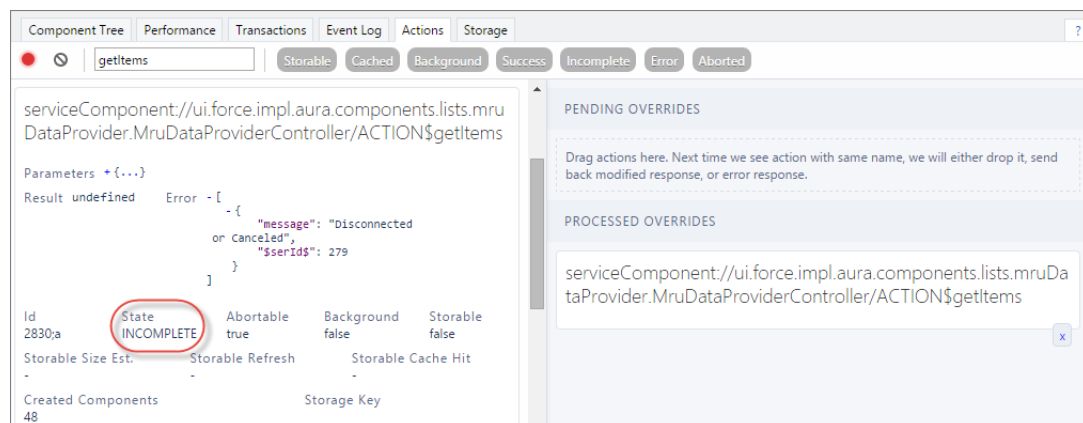 Component Tree Performance Transactions Event Log Actions Storage ?
getItems Storable Cached Background Success Incomplete Error Aborted
serviceComponent://ui.force.impl.aura.components.lists.mru
DataProvider.MruDataProviderController/ACTION$getItems
Parameters +{...}
Result undefined Error -[
-{
"message": "Disconnected
or Canceled",
"$serId$": 279
}
]
Id State Abortable Background Storable
2830;a INCOMPLETE true false false
Storable Size Est. Storable Refresh Storable Cache Hit
- - -
Created Components Storage Key
48
PENDING OVERRIDES
Drag actions here. Next time we see action with same name, we will either drop it, send
back modified response, or error response.
PROCESSED OVERRIDES
serviceComponent://ui.force.impl.aura.components.lists.mruDa
taProvider.MruDataProviderController/ACTION$getItems
x